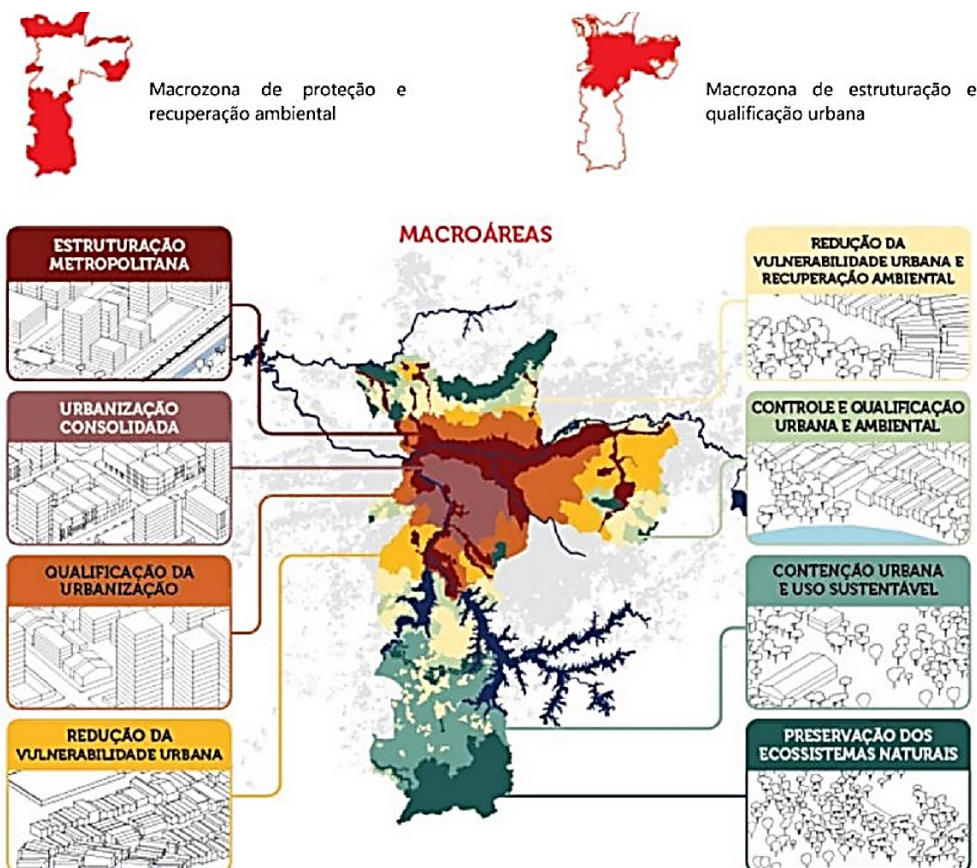 Macrozona de proteção e
recuperação ambiental
Macrozona de estruturação e
qualificação urbana
MACROÁREAS
ESTRUTURAÇÃO
METROPOLITANA
URBANIZAÇÃO
CONSOLIDADA
QUALIFICAÇÃO DA
URBANIZAÇÃO
REDUÇÃO DA
VULNERABILIDADE URBANA
REDUÇÃO DA
VULNERABILIDADE URBANA E
RECUPERAÇÃO AMBIENTAL
CONTROLE E QUALIFICAÇÃO
URBANA E AMBIENTAL
CONTENÇÃO URBANA
E USO SUSTENTÁVEL
PRESERVAÇÃO DOS
ECOSSISTEMAS NATURAIS